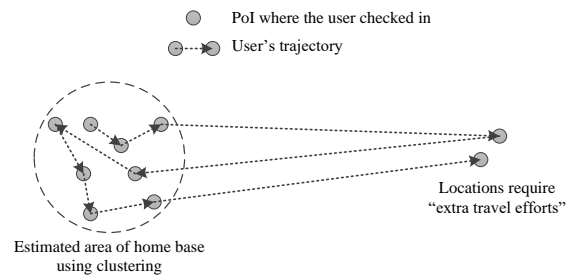 PoI where the user checked in
User's trajectory
Locations require
“extra travel efforts”
Estimated area of home base
using clustering